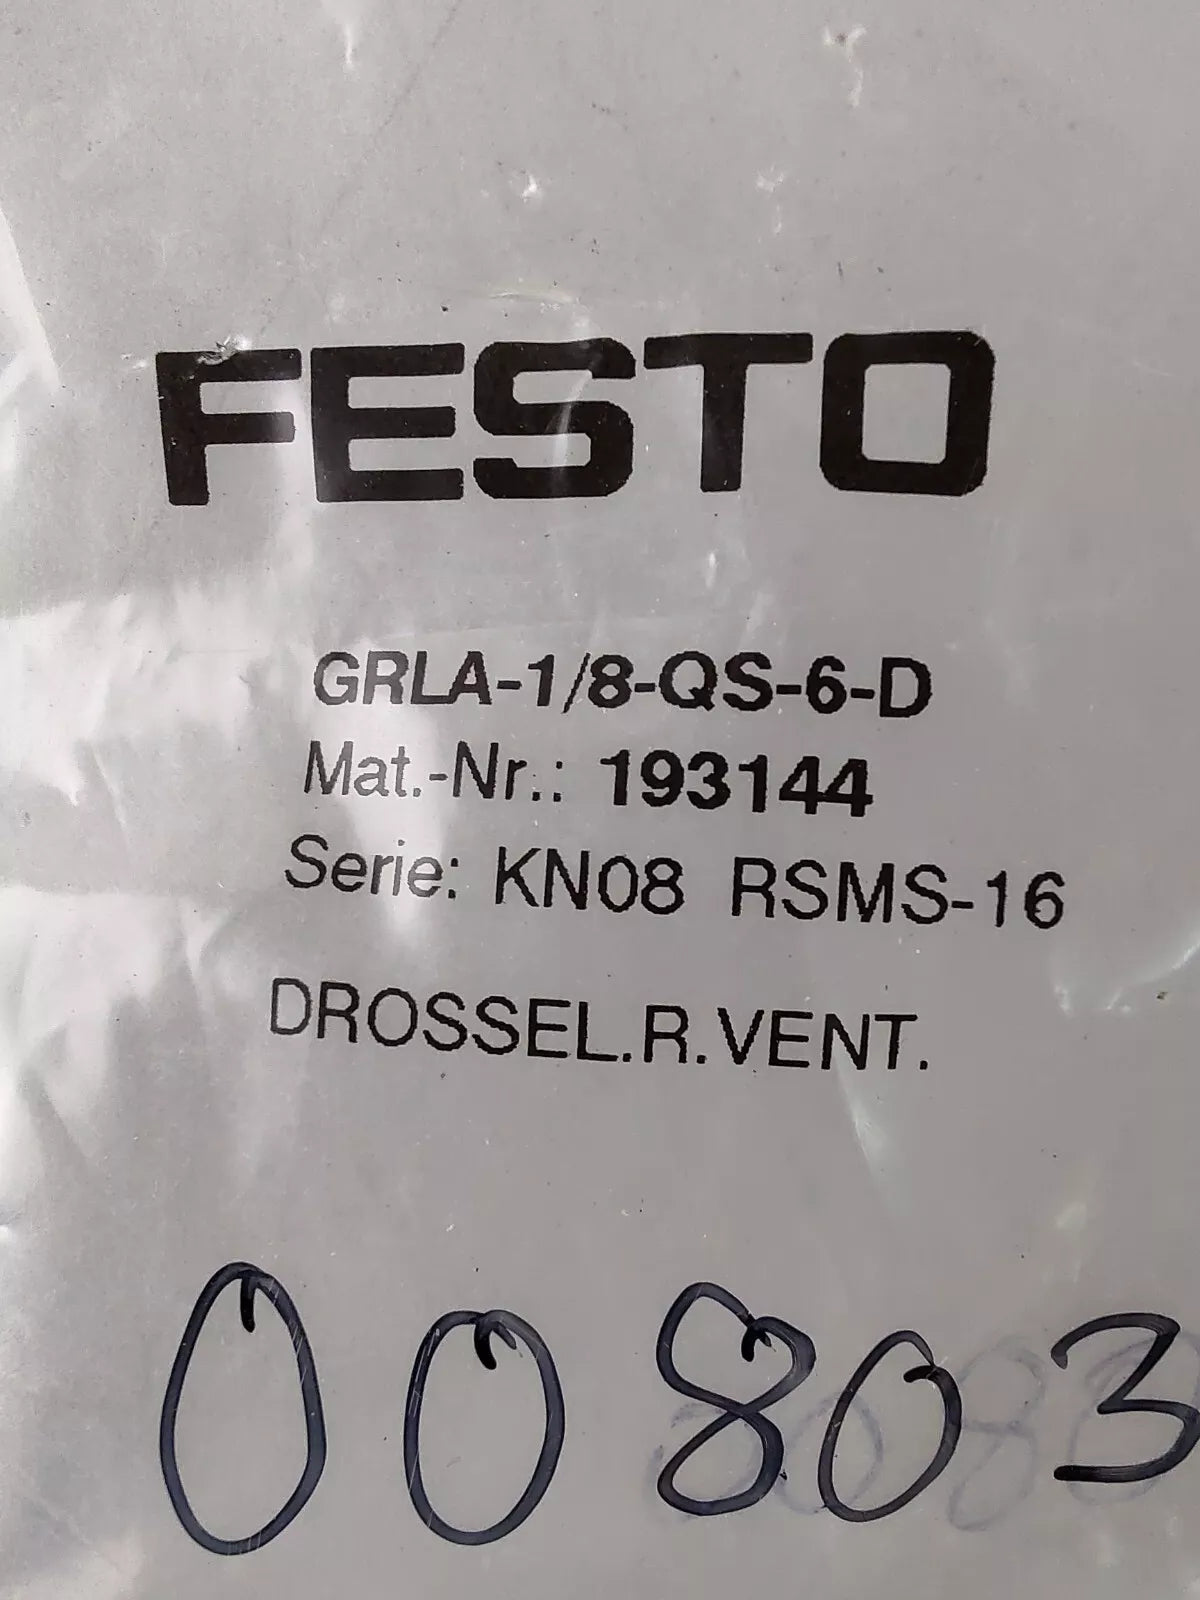 FESTO
GRLA-1/8-QS-6-D
Mat.-Nr.: 193144
Serie: KN08 RSMS-16
DROSSEL.R.VENT.
00803